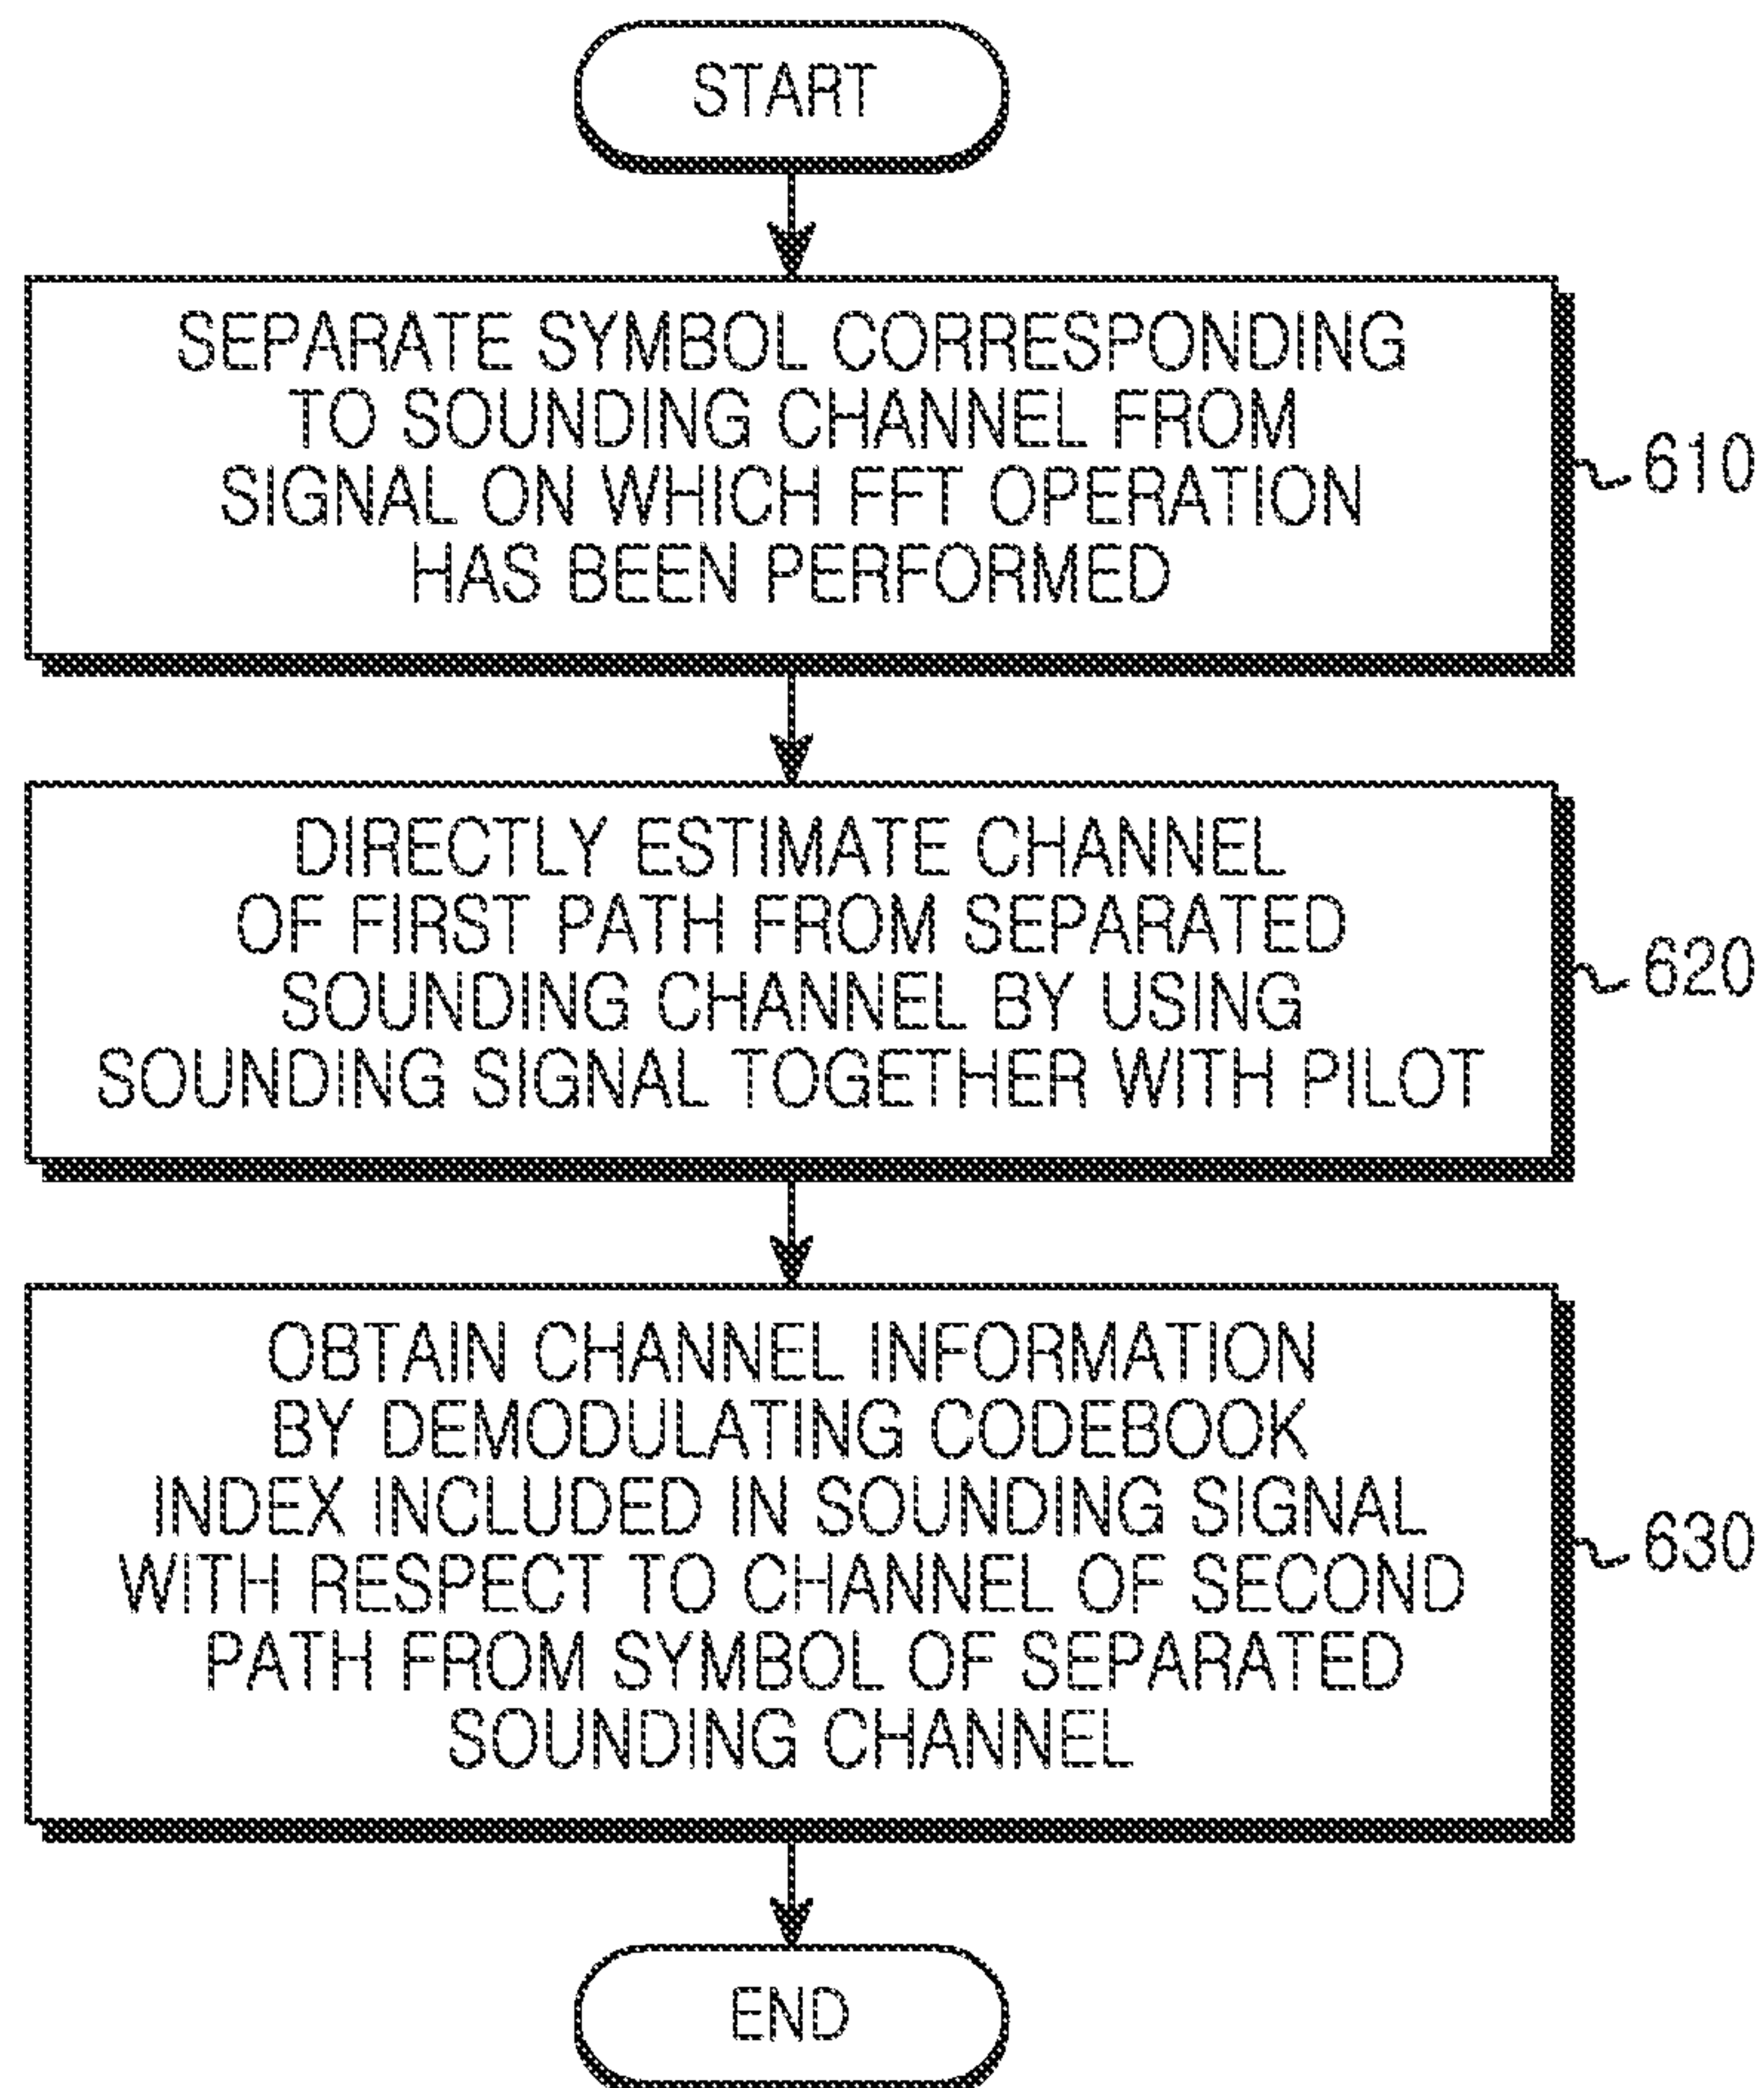 START
SEPARATE SYMBOL CORRESPONDING
TO SOUNDING CHANNEL FROM
SIGNAL ON WHICH FFT OPERATION
HAS BEEN PERFORMED
610
DIRECTLY ESTIMATE CHANNEL
OF FIRST PATH FROM SEPARATED
SOUNDING CHANNEL BY USING
SOUNDING SIGNAL TOGETHER WITH PILOT
620
OBTAIN CHANNEL INFORMATION
BY DEMODULATING CODEBOOK
INDEX INCLUDED IN SOUNDING SIGNAL
WITH RESPECT TO CHANNEL OF SECOND
PATH FROM SYMBOL OF SEPARATED
SOUNDING CHANNEL
630
END